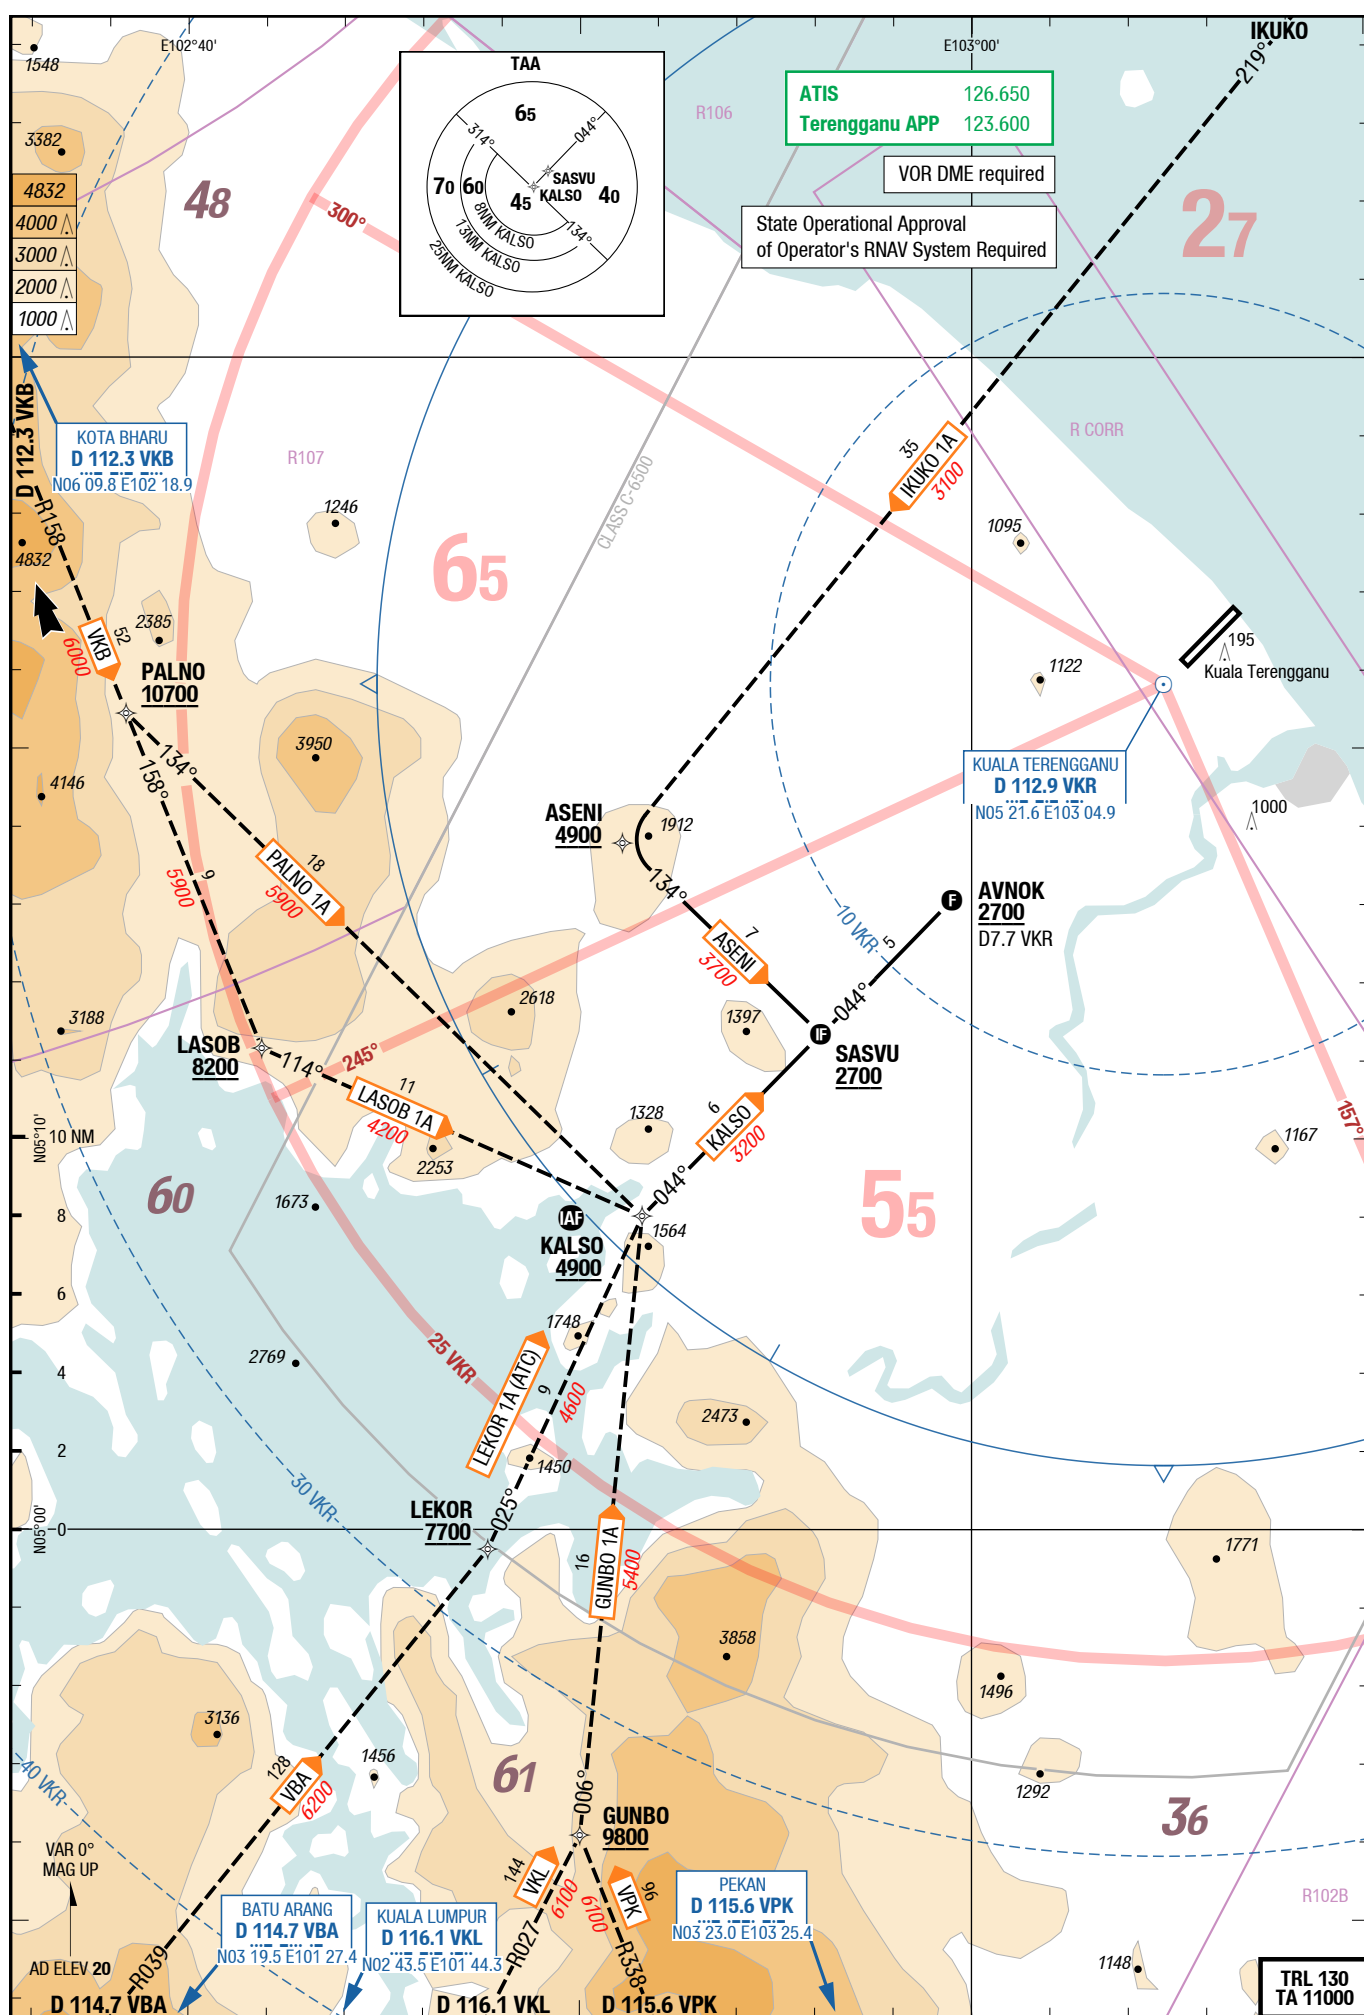 IKUKO
E102°40'
E103°00'
219°
1548
3382
4832
4000
3000
2000
1000
48
TAA
65
314°
044°
SASVU
KALSO
70
60
45
40
8NM KALSO
13NM KALSO
25NM KALSO
134°
R106
ATIS 126.650
Terengganu APP 123.600
VOR DME required
State Operational Approval
of Operator's RNAV System Required
27
300°
D 112.3 VKB
KOTA BHARU
D 112.3 VKB
N06 09.8 E102 18.9
R107
R CORR
CLASS C-6500
35
IKUKO 1A
3100
R158
4832
1246
65
1095
2385
52
VKB
6000
PALNO
10700
195
Kuala Terengganu
1122
3950
134°
158°
4146
KUALA TERENGGANU
D 112.9 VKR
N05 21.6 E103 04.9
1000
ASENI
4900
1912
18
PALNO 1A
5900
9
5900
134°
AVNOK
2700
D7.7 VKR
F
10 VKR
5
7
ASENI
3700
044°
2618
1397
3188
LASOB
8200
245°
114°
IF
SASVU
2700
11
LASOB 1A
4200
2253
1328
6
KALSO
3200
157°
1167
N05°10'
10 NM
60
1673
8
044°
IAF
KALSO
4900
1564
55
6
1748
25 VKR
2769
4
LEKOR 1A (ATC)
9
4600
2473
2
1450
30 VKR
LEKOR
7700
025°
N05°00'
0
16
GUNBO 1A
5400
1771
3858
1496
3136
128
VBA
6200
1456
61
006°
1292
40 VKR
36
GUNBO
9800
VAR 0°
MAG UP
144
VKL
6100
96
VPK
6100
PEKAN
D 115.6 VPK
N03 23.0 E103 25.4
R102B
BATU ARANG
D 114.7 VBA
N03 19.5 E101 27.4
KUALA LUMPUR
D 116.1 VKL
N02 43.5 E101 44.3
R039
R027
R338
1148
AD ELEV 20
D 114.7 VBA
D 116.1 VKL
D 115.6 VPK
TRL 130
TA 11000